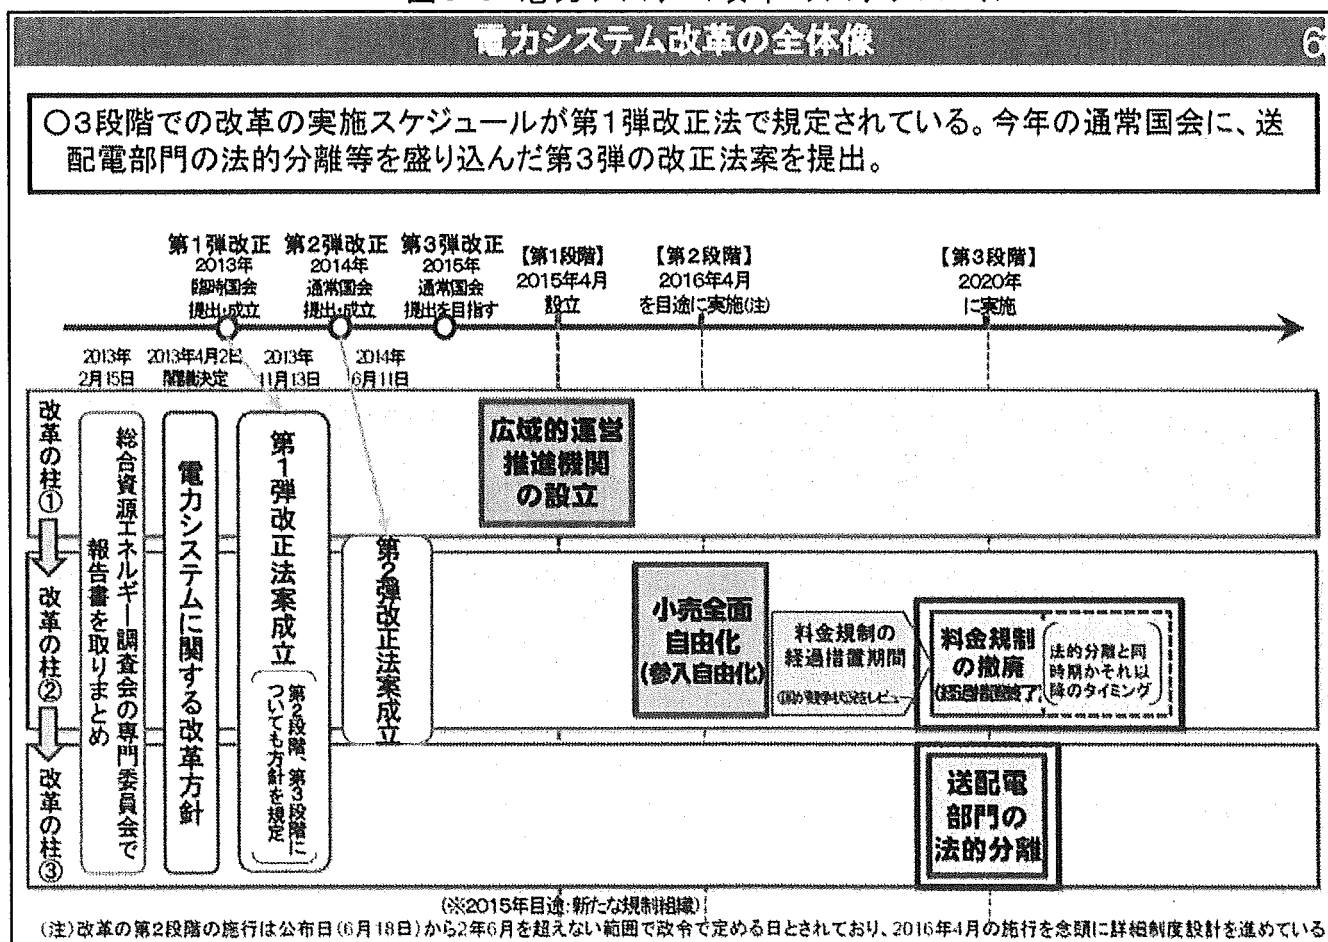 電力システム改革の全体像
6
〇3段階での改革の実施スケジュールが第1弾改正法で規定されている。今年の通常国会に、送
配電部門の法的分離等を盛り込んだ第3弾の改正法案を提出。
第1弾改正
2013年
臨時国会
提出・成立
第2弾改正
2014年
通常国会
提出・成立
第3弾改正
2015年
通常国会
提出を目指す
【第1段階】
2015年4月
設立
【第2段階】
2016年4月
を目途に実施(注)
【第3段階】
2020年
に実施
2013年
2月15日
2013年4月2日
閣議決定
2013年
11月13日
2014年
6月11日
改革の柱①
改革の柱②
改革の柱③
総合資源エネルギー調査会の専門委員会で
報告書を取りまとめ
電力システムに関する改革方針
第1弾改正法案成立
第2段階、第3段階に
ついても方針を規定
第2弾改正法案成立
広域的運営
推進機関
の設立
小売全面
自由化
(参入自由化)
料金規制の
経過措置期間
(国が競争状況をレビュー
料金規制
の撤廃
(経過措置終了)
法的分離と同
時期かそれ以
降のタイミング
送配電
部門の
法的分離
(※2015年目途:新たな規制組織)
(注)改革の第2段階の施行は公布日(6月18日)から2年6月を超えない範囲で政令で定める日とされており、2016年4月の施行を念頭に詳細制度設計を進めている